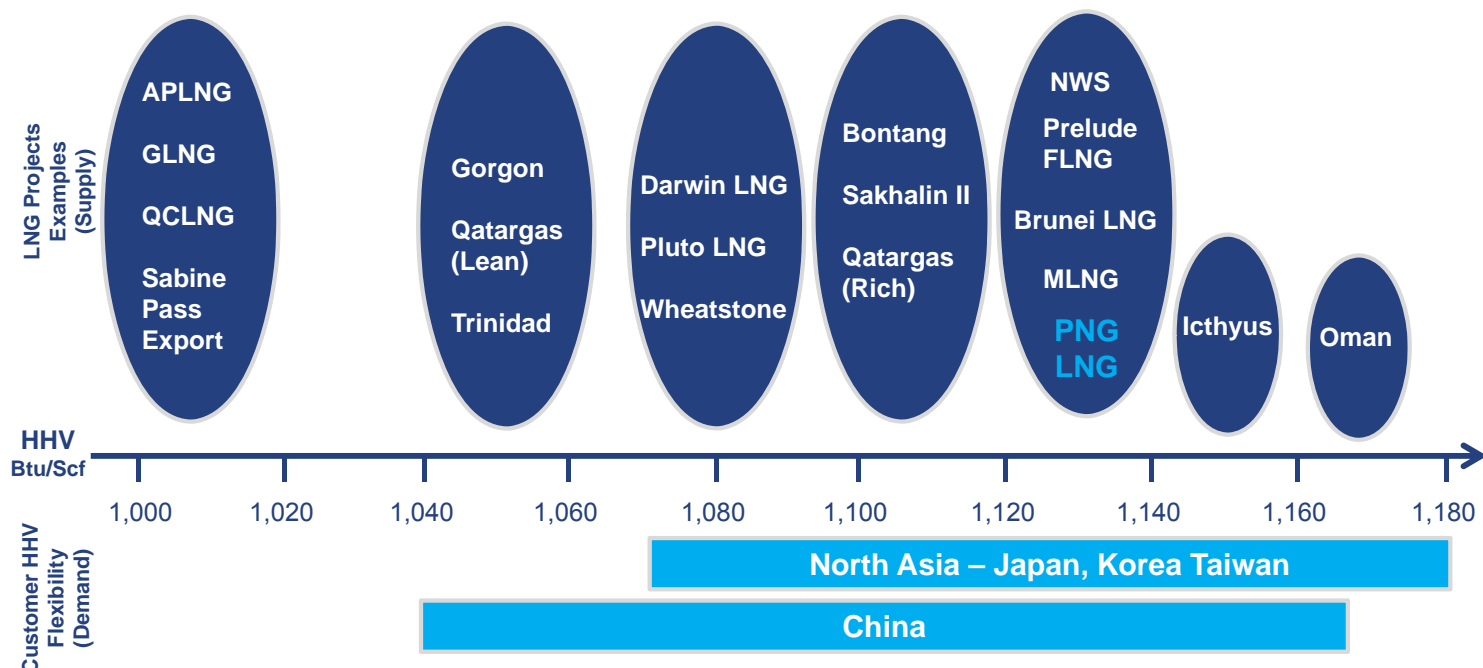 LNG Projects
Examples
(Supply)
APLNG
GLNG
QCLNG
Sabine
Pass
Export
Gorgon
Qatargas
(Lean)
Trinidad
Darwin LNG
Pluto LNG
Wheatstone
Bontang
Sakhalin II
Qatargas
(Rich)
NWS
Prelude
FLNG
Brunei LNG
MLNG
PNG
LNG
Icthyus
Oman
HHV
Btu/Scf
1,000
1,020
1,040
1,060
1,080
1,100
1,120
1,140
1,160
1,180
Customer HHV
Flexibility
(Demand)
North Asia – Japan, Korea Taiwan
China